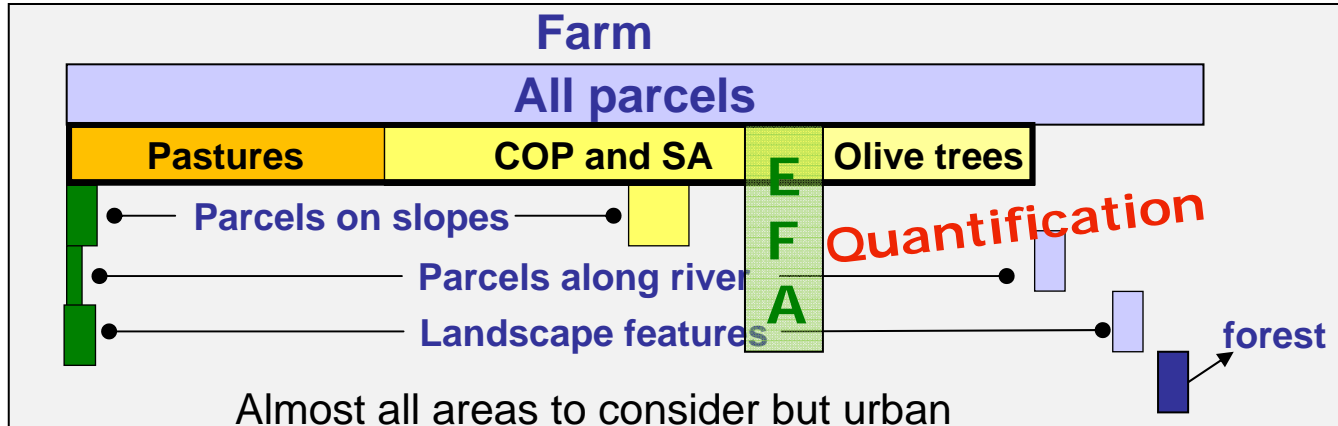 Farm
All parcels
Pastures COP and SA Olive trees
EFA
Parcels on slopes
Quantification
Parcels along river
Landscape features
forest
Almost all areas to consider but urban